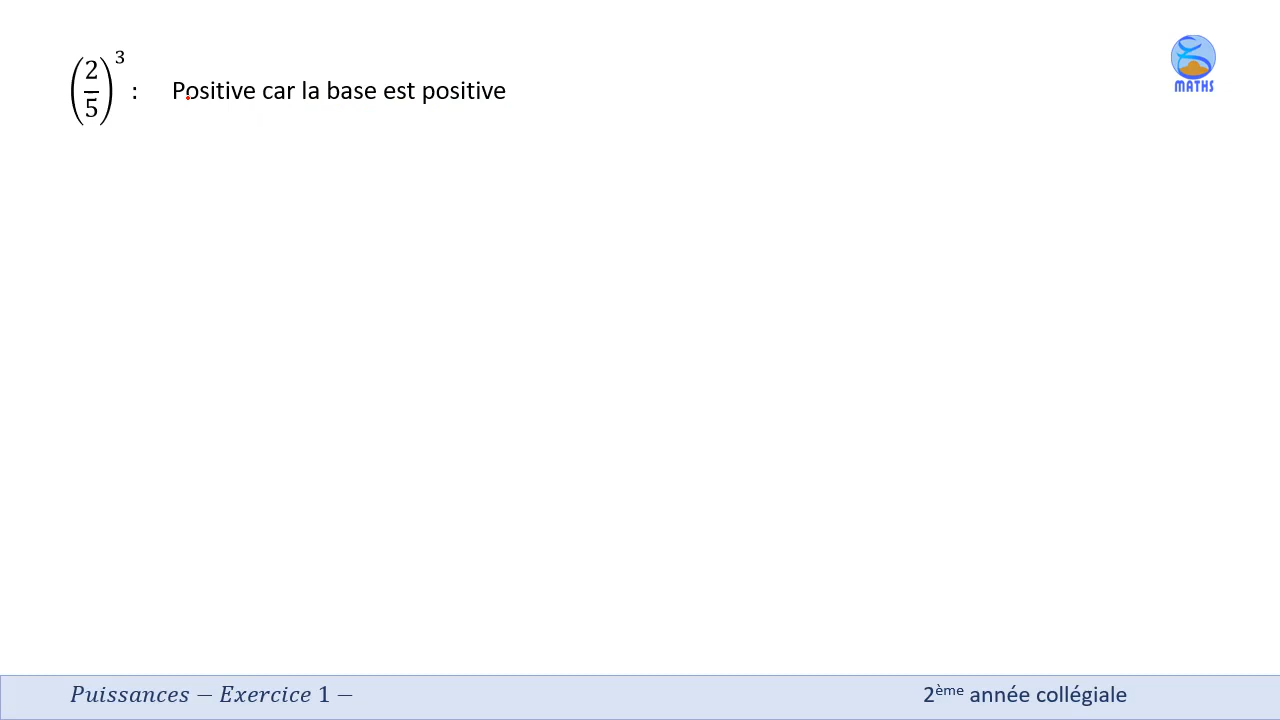 (2/5)³ : Positive car la base est positive
MATHS
Puissances − Exercice 1 −
2ème année collégiale